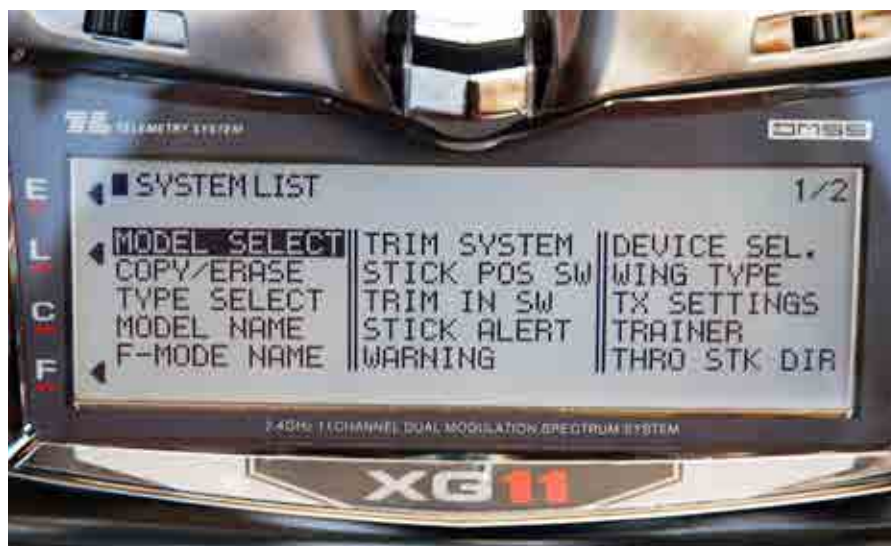 TELEMETRY SYSTEM
DMSS
SYSTEM LIST 1/2
MODEL SELECT TRIM SYSTEM DEVICE SEL.
COPY/ERASE STICK POS SW WING TYPE
TYPE SELECT TRIM IN SW TX SETTINGS
MODEL NAME STICK ALERT TRAINER
F-MODE NAME WARNING THRO STK DIR
E
L
C
F
2.4GHz 11CHANNEL DUAL MODULATION SPECTRUM SYSTEM
XG11